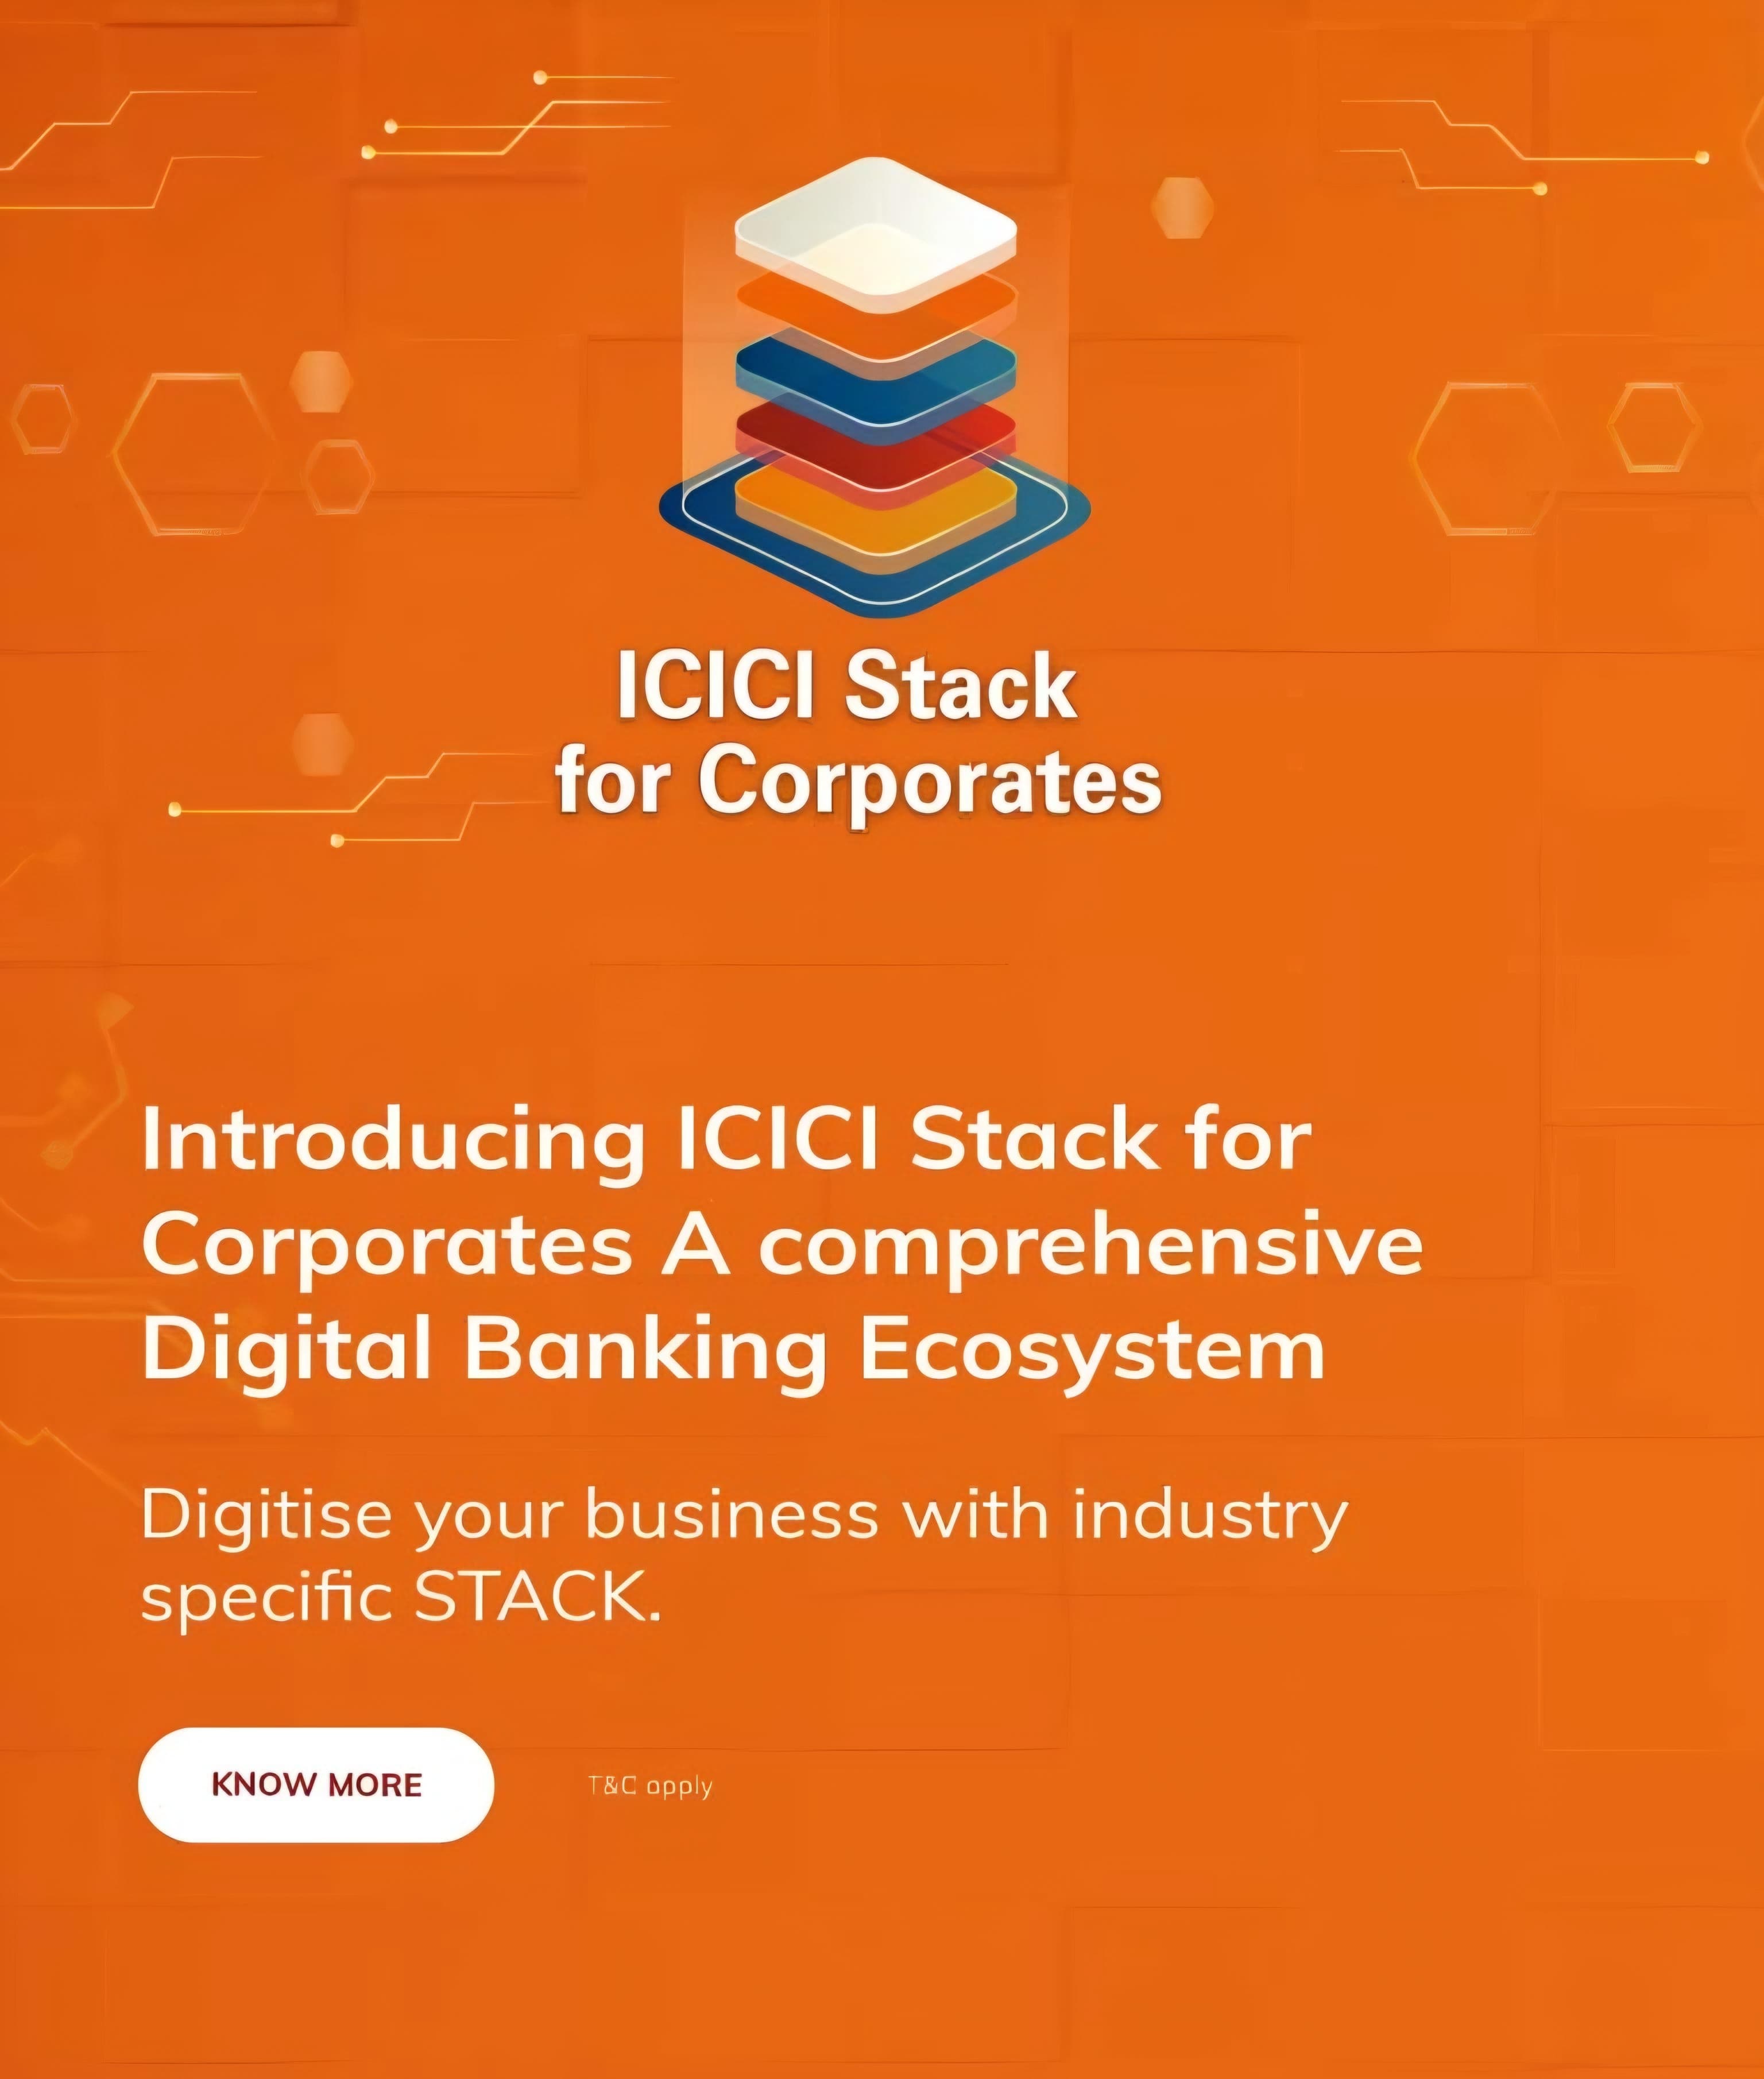 ICICI Stack
for Corporates
Introducing ICICI Stack for
Corporates A comprehensive
Digital Banking Ecosystem
Digitise your business with industry
specific STACK.
KNOW MORE
T&C apply